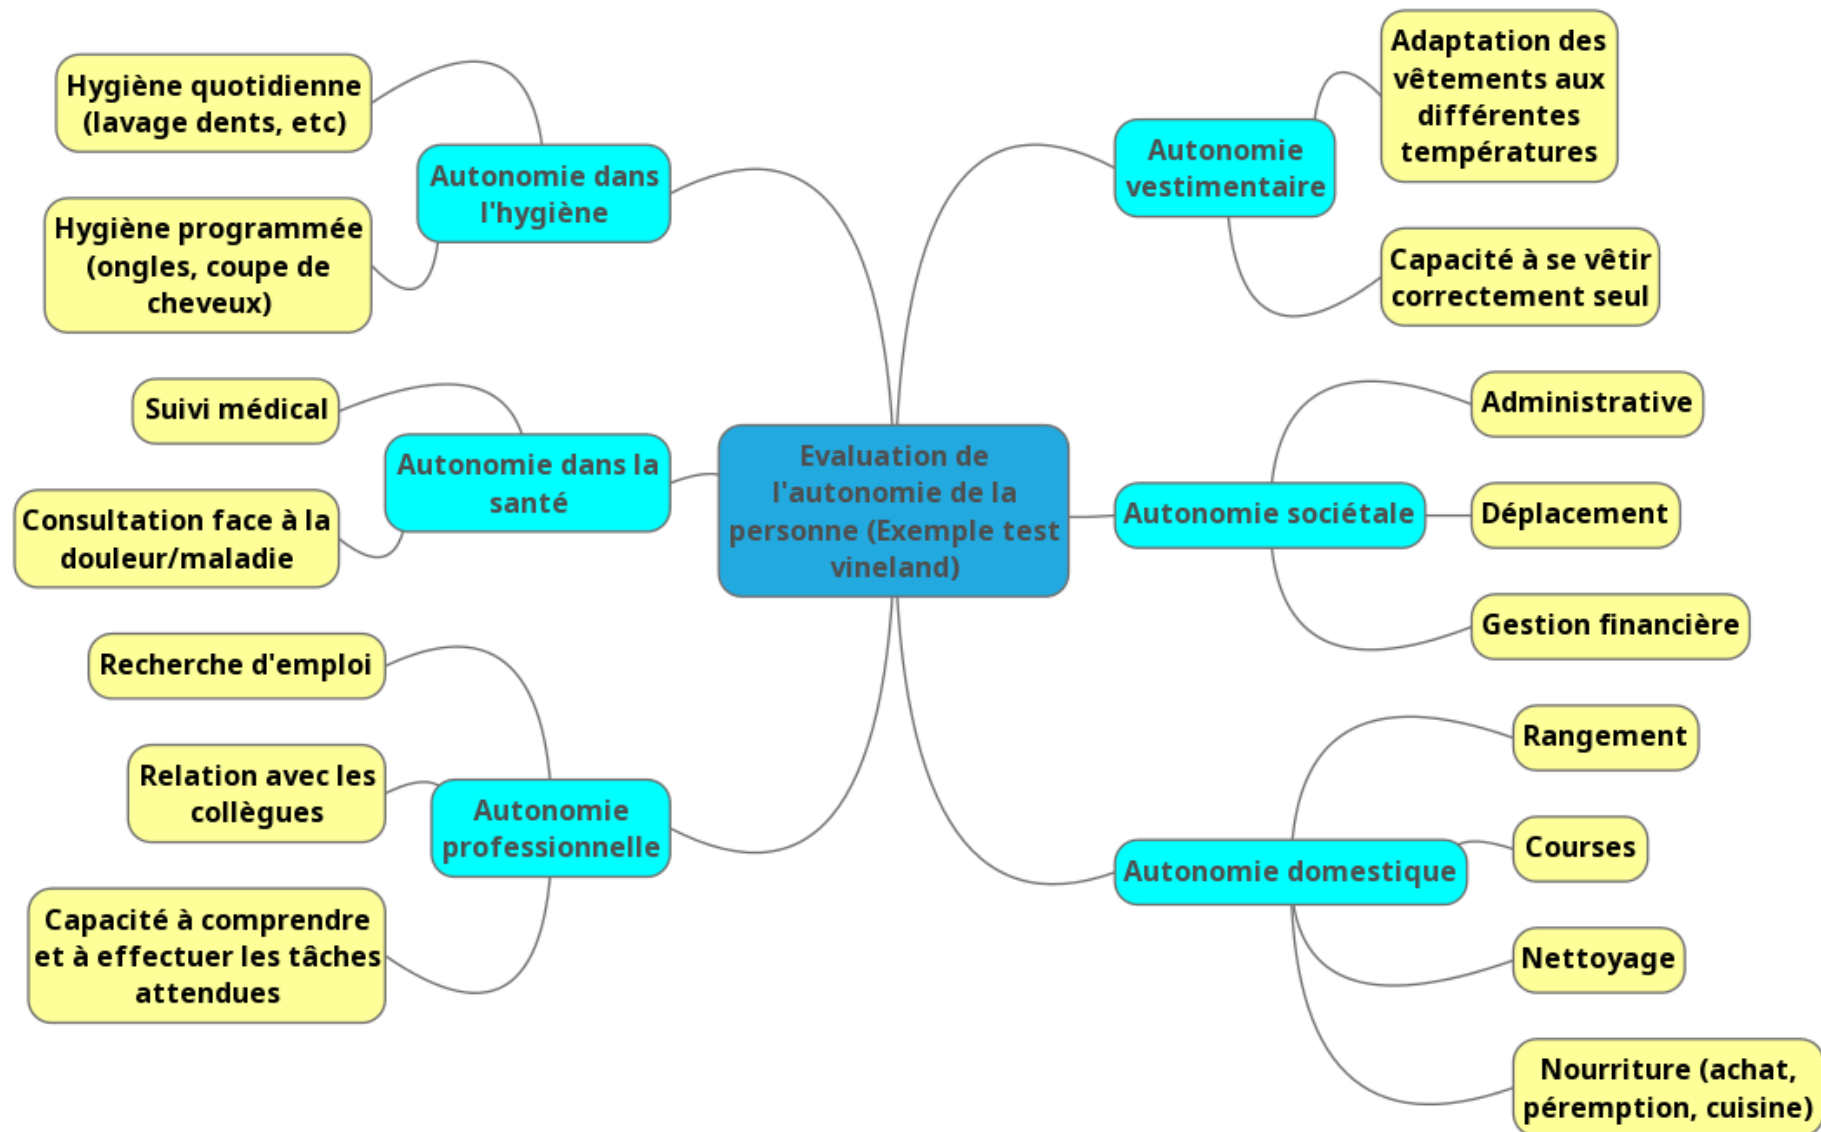 Hygiène quotidienne
(lavage dents, etc)
Autonomie dans
l'hygiène
Hygiène programmée
(ongles, coupe de
cheveux)
Suivi médical
Autonomie dans la
santé
Consultation face à la
douleur/maladie
Recherche d'emploi
Relation avec les
collègues
Autonomie
professionnelle
Capacité à comprendre
et à effectuer les tâches
attendues
Evaluation de
l'autonomie de la
personne (Exemple test
vineland)
Adaptation des
vêtements aux
différentes
températures
Autonomie
vestimentaire
Capacité à se vêtir
correctement seul
Administrative
Autonomie sociétale
Déplacement
Gestion financière
Rangement
Courses
Autonomie domestique
Nettoyage
Nourriture (achat,
péremption, cuisine)